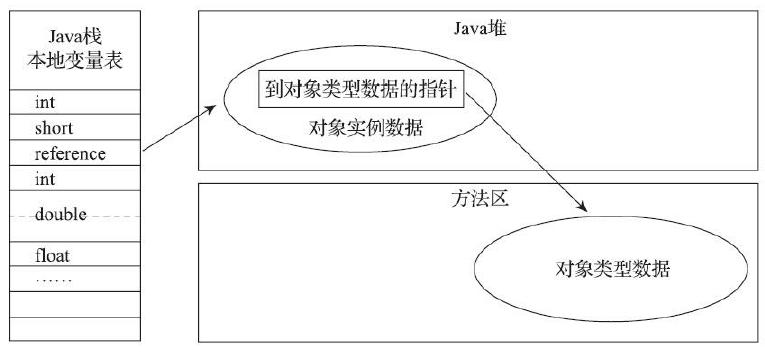 Java栈
本地变量表
int
short
reference
int
double
float
……
Java堆
到对象类型数据的指针
对象实例数据
方法区
对象类型数据